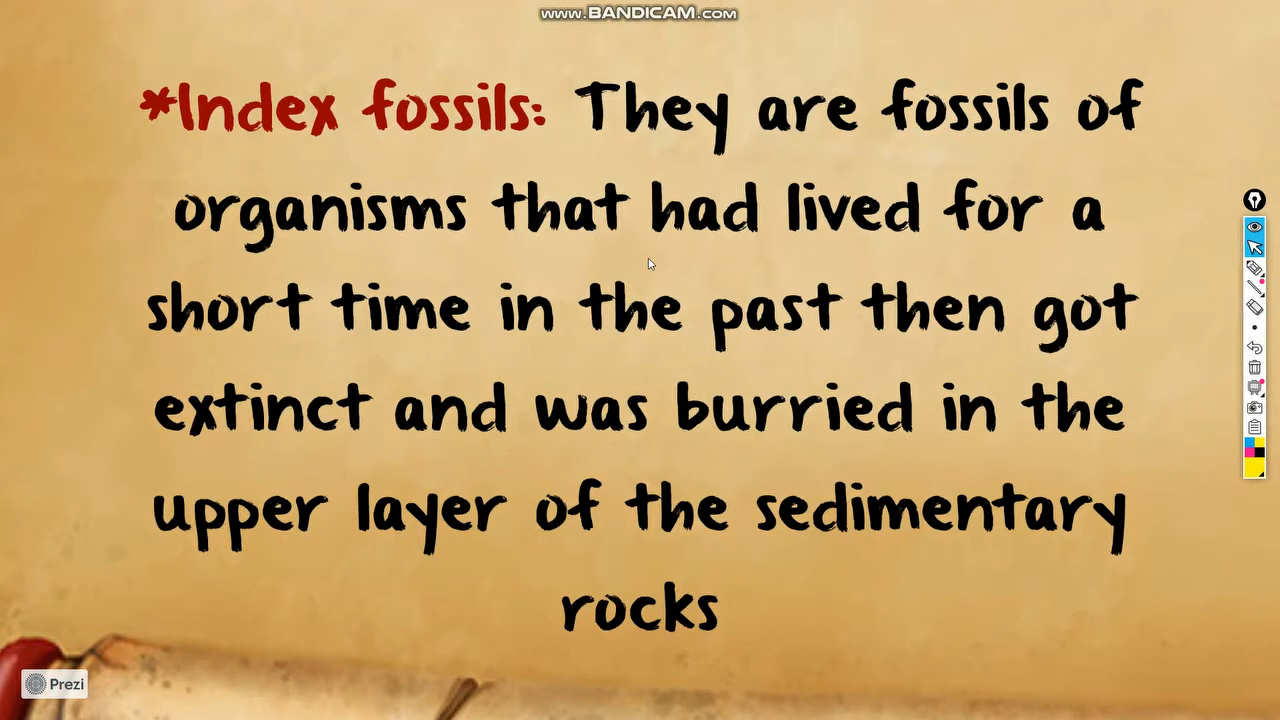 www.BANDICAM.com
*Index fossils: They are fossils of
organisms that had lived for a
short time in the past then got
extinct and was burried in the
upper layer of the sedimentary
rocks
Prezi